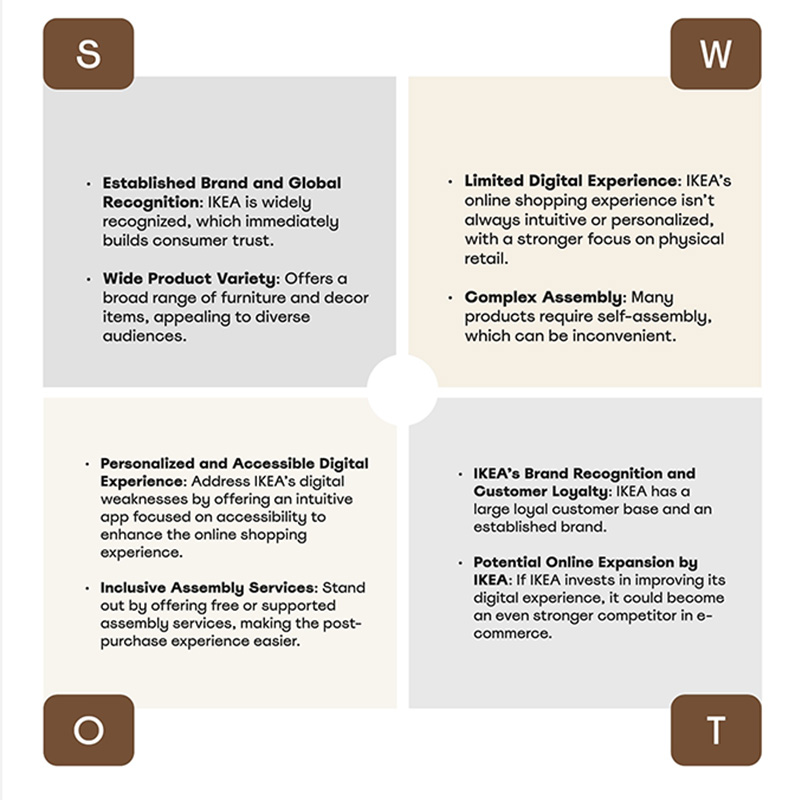 S
W
• Established Brand and Global
Recognition: IKEA is widely
recognized, which immediately
builds consumer trust.
• Wide Product Variety: Offers a
broad range of furniture and decor
items, appealing to diverse
audiences.
• Limited Digital Experience: IKEA's
online shopping experience isn't
always intuitive or personalized,
with a stronger focus on physical
retail.
• Complex Assembly: Many
products require self-assembly,
which can be inconvenient.
• Personalized and Accessible Digital
Experience: Address IKEA's digital
weaknesses by offering an intuitive
app focused on accessibility to
enhance the online shopping
experience.
• Inclusive Assembly Services: Stand
out by offering free or supported
assembly services, making the post-
purchase experience easier.
• IKEA's Brand Recognition and
Customer Loyalty: IKEA has a
large loyal customer base and an
established brand.
• Potential Online Expansion by
IKEA: If IKEA invests in improving its
digital experience, it could become
an even stronger competitor in e-
commerce.
O
T